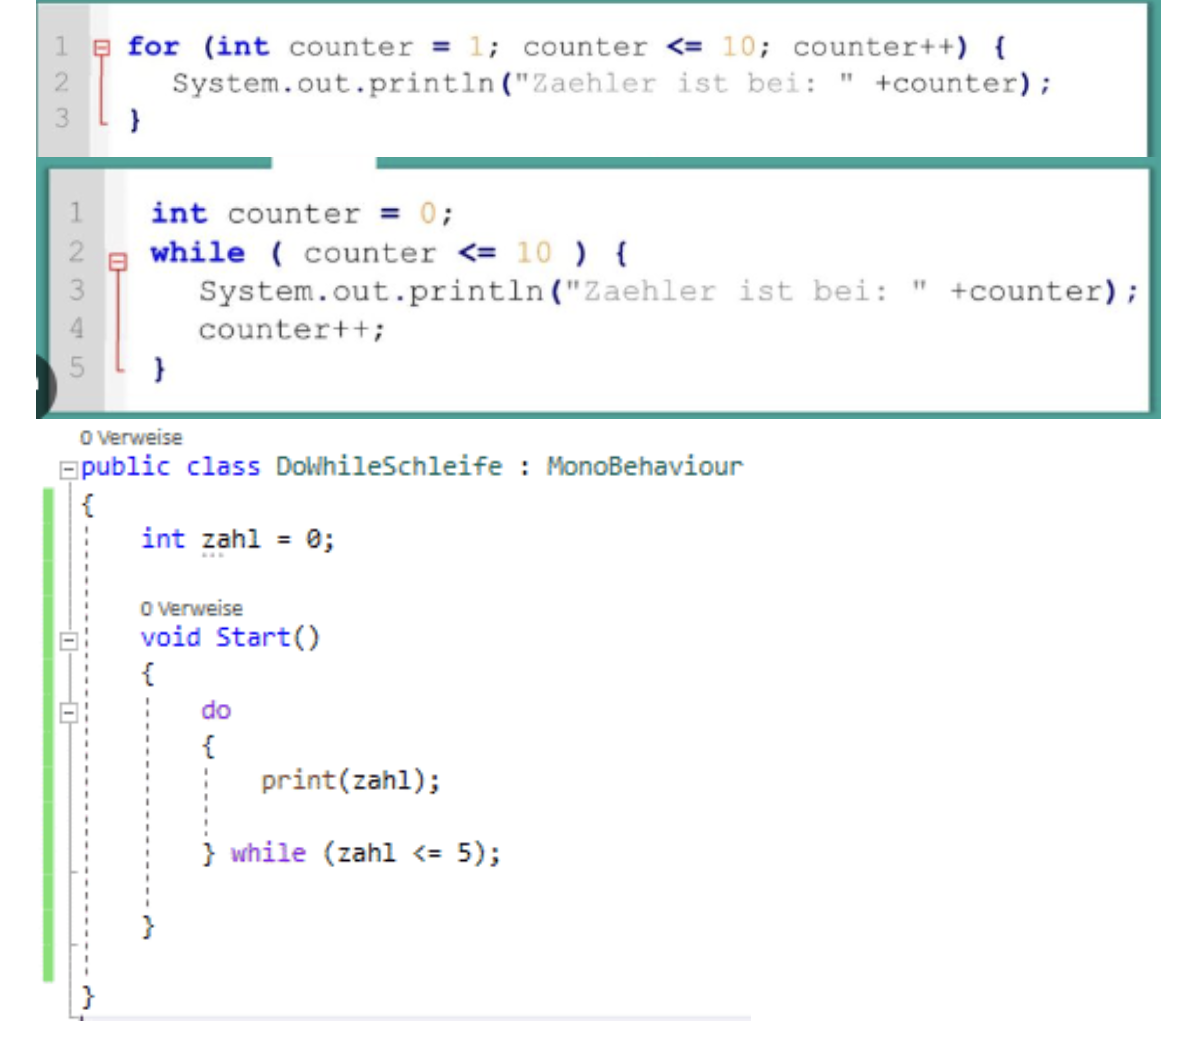 1 for (int counter = 1; counter <= 10; counter++) {
2 System.out.println("Zaehler ist bei: " +counter);
3 }
1 int counter = 0;
2 while ( counter <= 10 ) {
3 System.out.println("Zaehler ist bei: " +counter);
4 counter++;
5 }
0 Verweise
public class DoWhileSchleife : MonoBehaviour
{
int zahl = 0;
0 Verweise
void Start()
{
do
{
print(zahl);
} while (zahl <= 5);
}
}